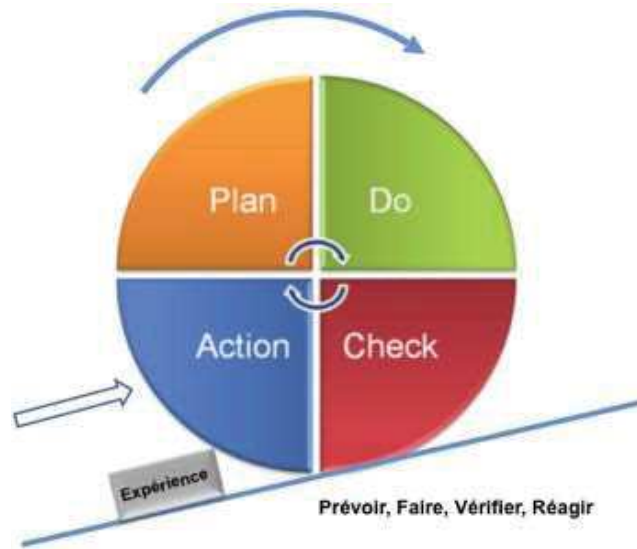 Plan
Do
Action
Check
Expérience
Prévoir, Faire, Vérifier, Réagir